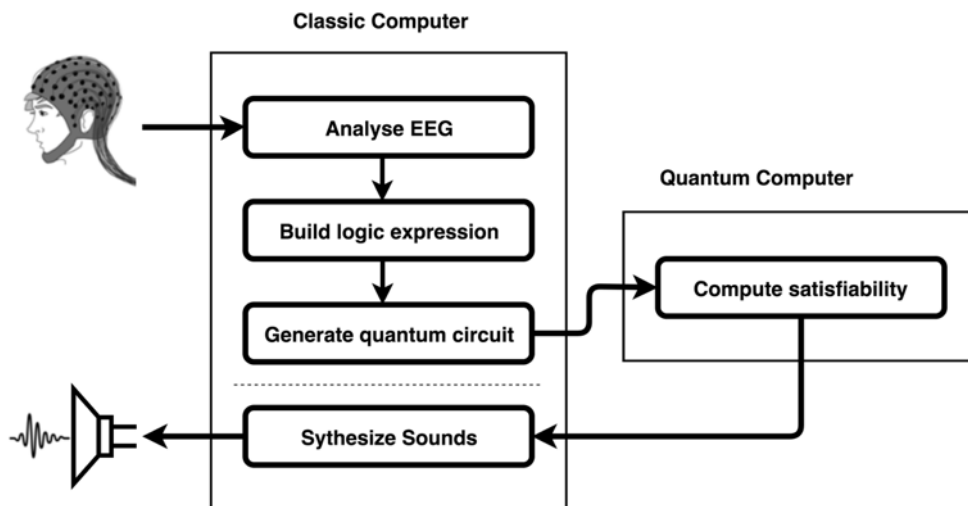 Classic Computer
Analyse EEG
Build logic expression
Generate quantum circuit
Quantum Computer
Compute satisfiability
Sythesize Sounds